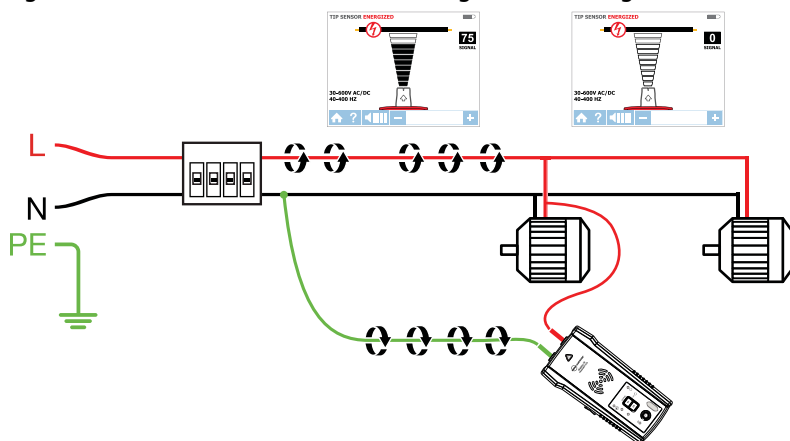 TIP SENSOR ENERGIZED
75
SIGNAL
30-600V AC/DC
40-400 HZ
?
TIP SENSOR ENERGIZED
0
SIGNAL
30-600V AC/DC
40-400 HZ
?
L
N
PE